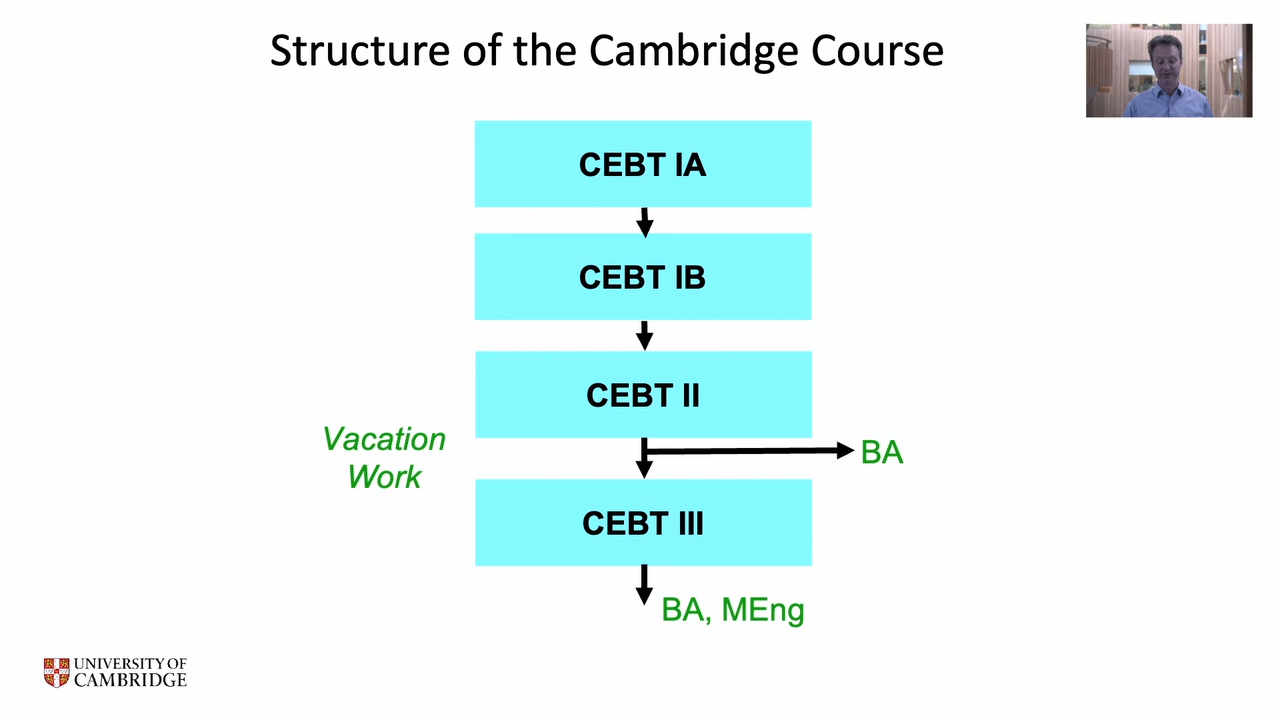 Structure of the Cambridge Course
CEBT IA
CEBT IB
CEBT II
Vacation
Work
BA
CEBT III
BA, MEng
UNIVERSITY OF
CAMBRIDGE